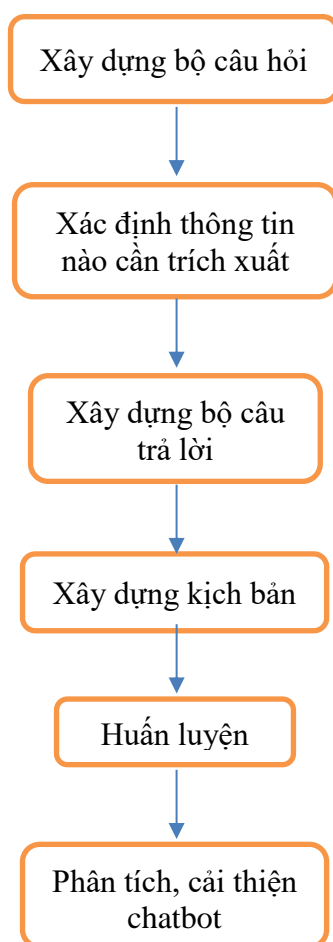 Xây dựng bộ câu hỏi
Xác định thông tin
nào cần trích xuất
Xây dựng bộ câu
trả lời
Xây dựng kịch bản
Huấn luyện
Phân tích, cải thiện
chatbot